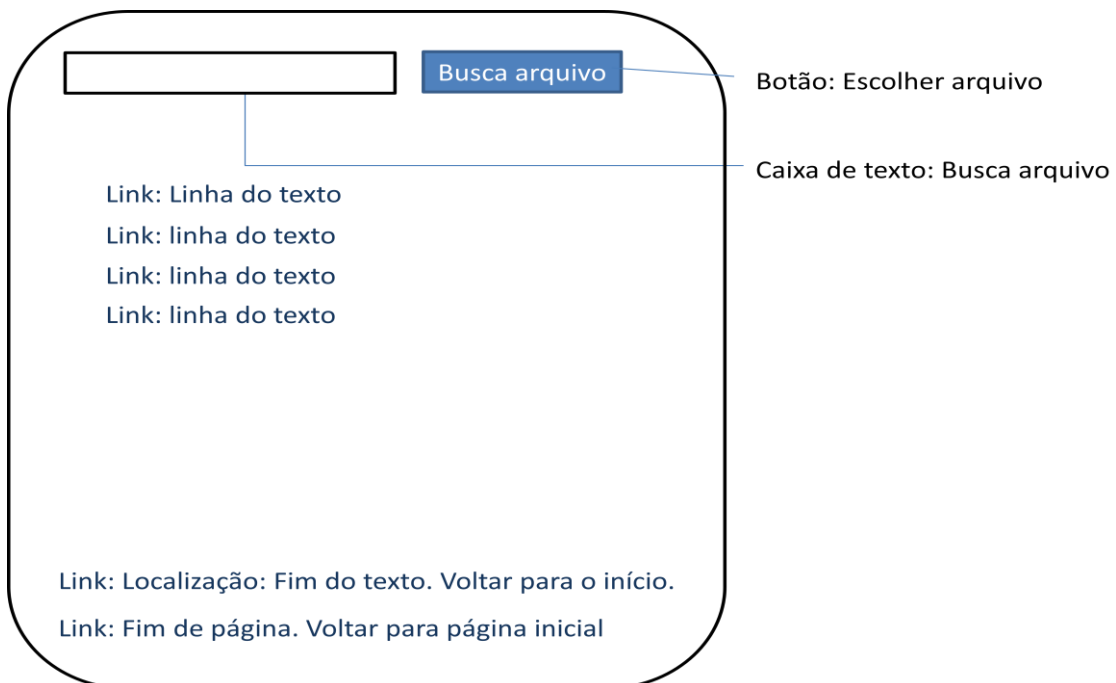 Busca arquivo
Botão: Escolher arquivo
Caixa de texto: Busca arquivo
Link: Linha do texto
Link: linha do texto
Link: linha do texto
Link: linha do texto
Link: Localização: Fim do texto. Voltar para o início.
Link: Fim de página. Voltar para página inicial